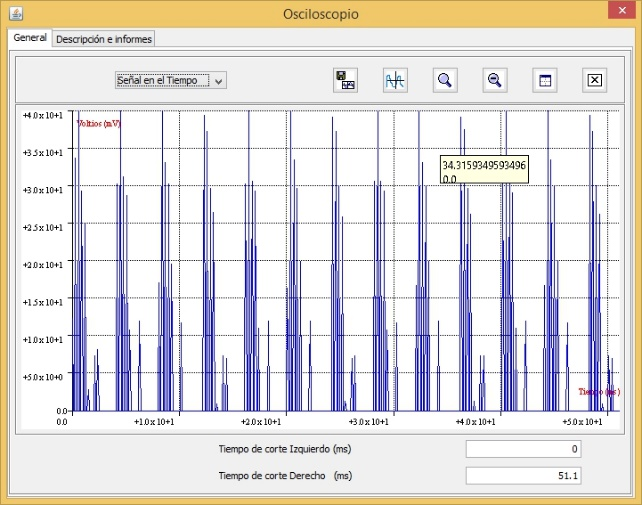 Osciloscopio
General
Descripción e informes
Señal en el Tiempo
+4.0 x 10+1
Voltios (mV)
+3.5 x 10+1
34.3159349593496
0.0
+3.0 x 10+1
+2.5 x 10+1
+2.0 x 10+1
+1.5 x 10+1
+1.0 x 10+1
+5.0 x 10+0
Tiempo (ms)
0.0
0.0
+1.0 x 10+1
+2.0 x 10+1
+3.0 x 10+1
+4.0 x 10+1
+5.0 x 10+1
Tiempo de corte Izquierdo (ms)
0
Tiempo de corte Derecho (ms)
51.1